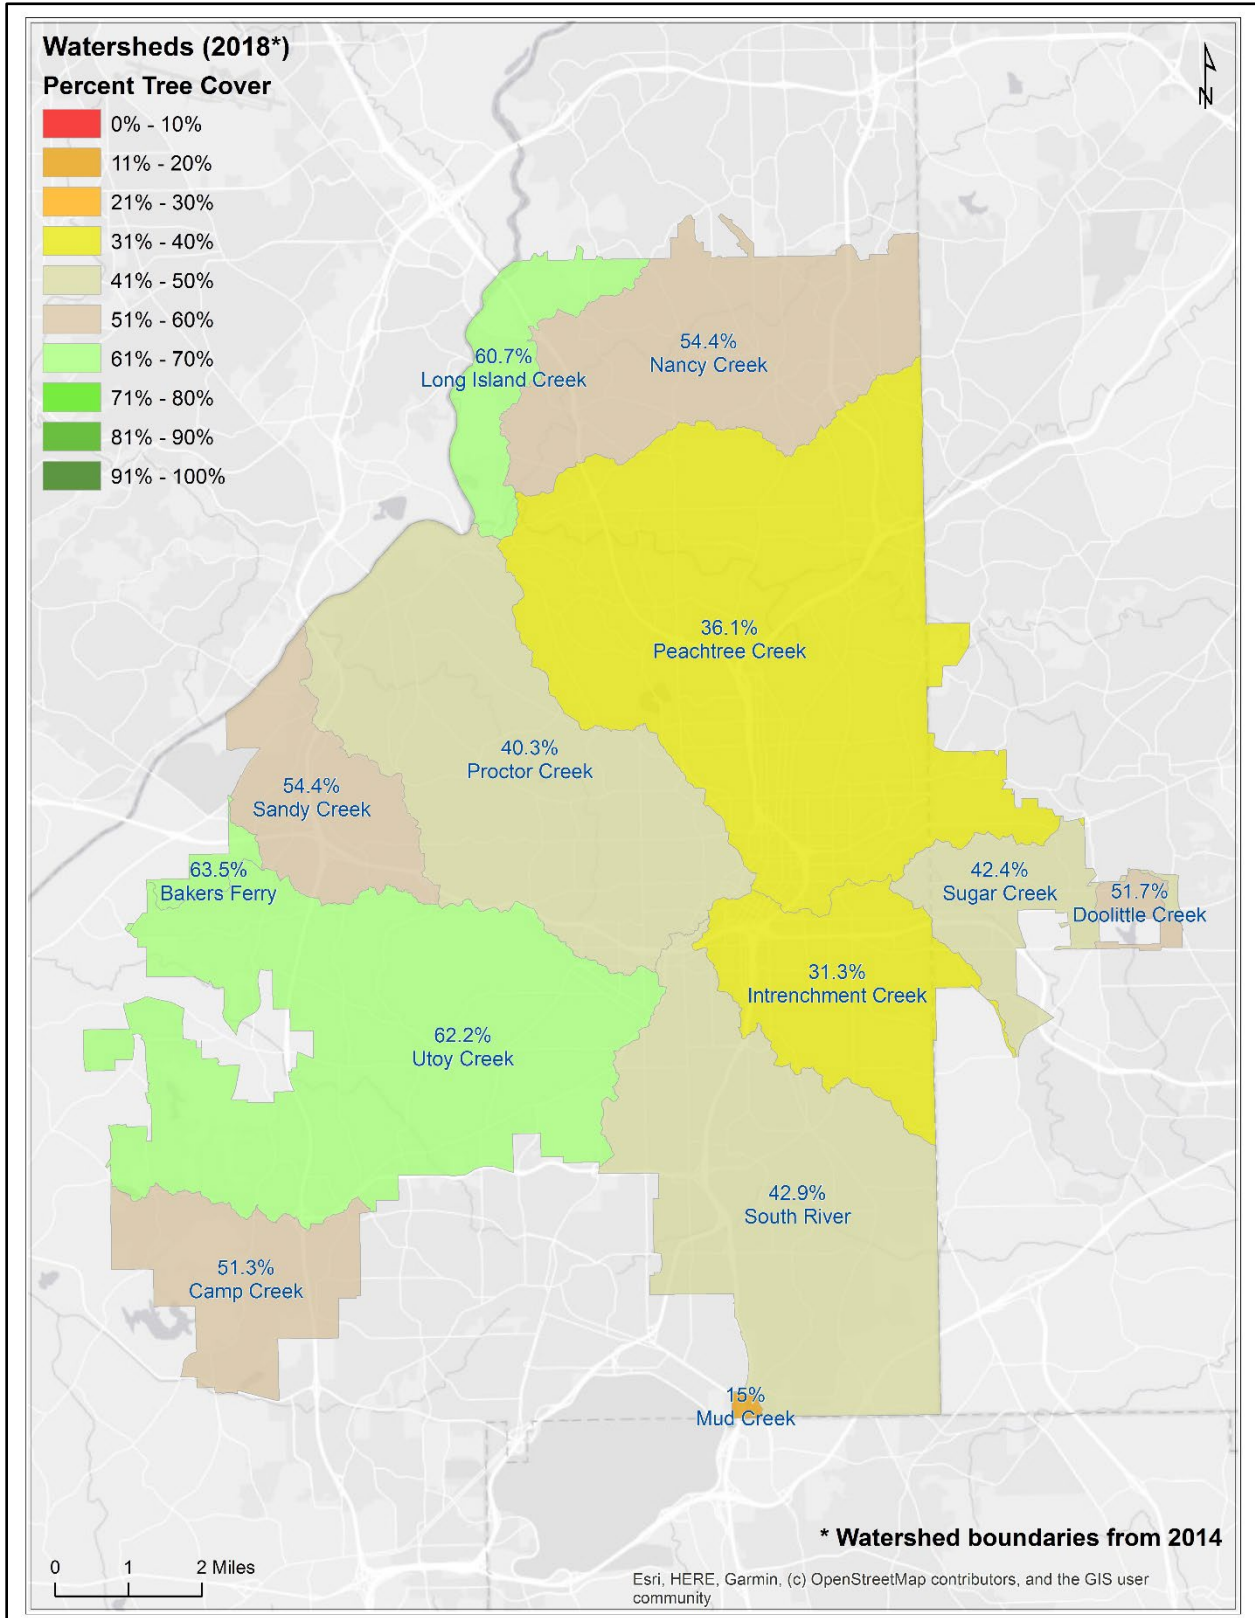 Watersheds (2018*)
Percent Tree Cover
0% - 10%
11% - 20%
21% - 30%
31% - 40%
41% - 50%
51% - 60%
61% - 70%
71% - 80%
81% - 90%
91% - 100%
N
60.7%
Long Island Creek
54.4%
Nancy Creek
36.1%
Peachtree Creek
40.3%
Proctor Creek
54.4%
Sandy Creek
63.5%
Bakers Ferry
42.4%
Sugar Creek
51.7%
Doolittle Creek
31.3%
Intrenchment Creek
62.2%
Utoy Creek
42.9%
South River
51.3%
Camp Creek
15%
Mud Creek
* Watershed boundaries from 2014
0 1 2 Miles
Esri, HERE, Garmin, (c) OpenStreetMap contributors, and the GIS user
community